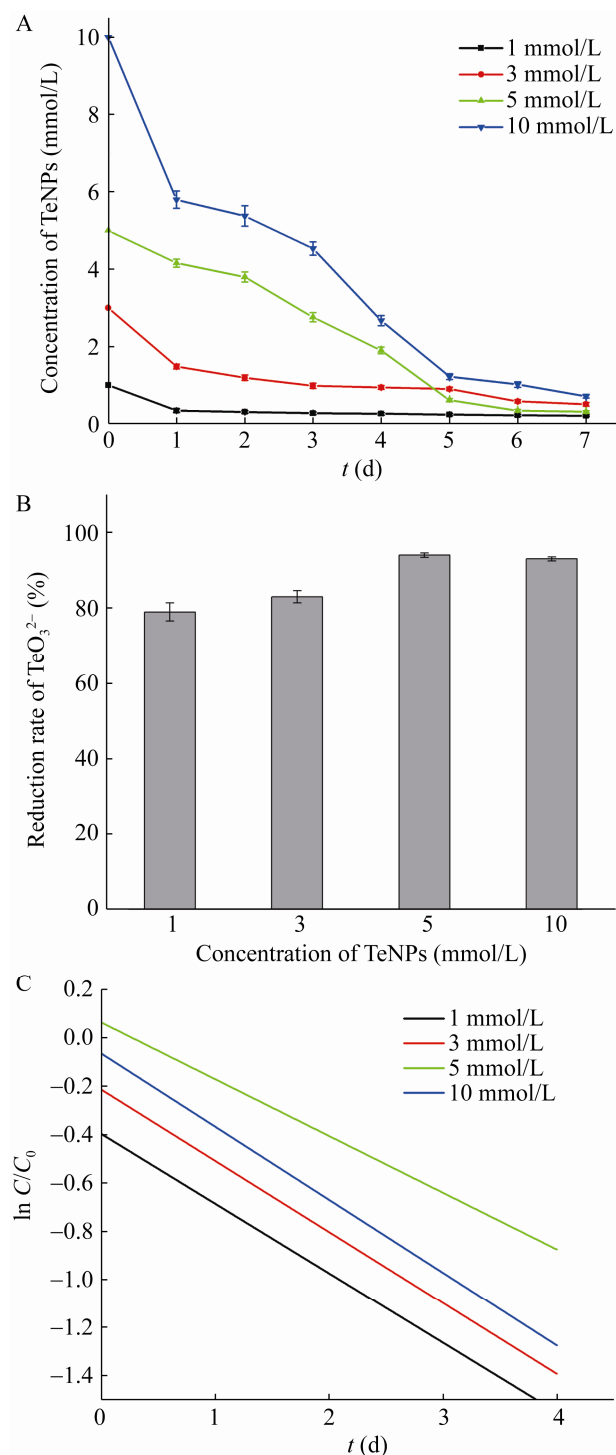 A
Concentration of TeNPs (mmol/L)
10
8
6
4
2
0
1 mmol/L
3 mmol/L
5 mmol/L
10 mmol/L
0 1 2 3 4 5 6 7
t (d)
B
Reduction rate of TeO₃²⁻ (%)
100
80
60
40
20
0
1 3 5 10
Concentration of TeNPs (mmol/L)
C
ln C/C₀
0.2
0.0
−0.2
−0.4
−0.6
−0.8
−1.0
−1.2
−1.4
1 mmol/L
3 mmol/L
5 mmol/L
10 mmol/L
0 1 2 3 4
t (d)